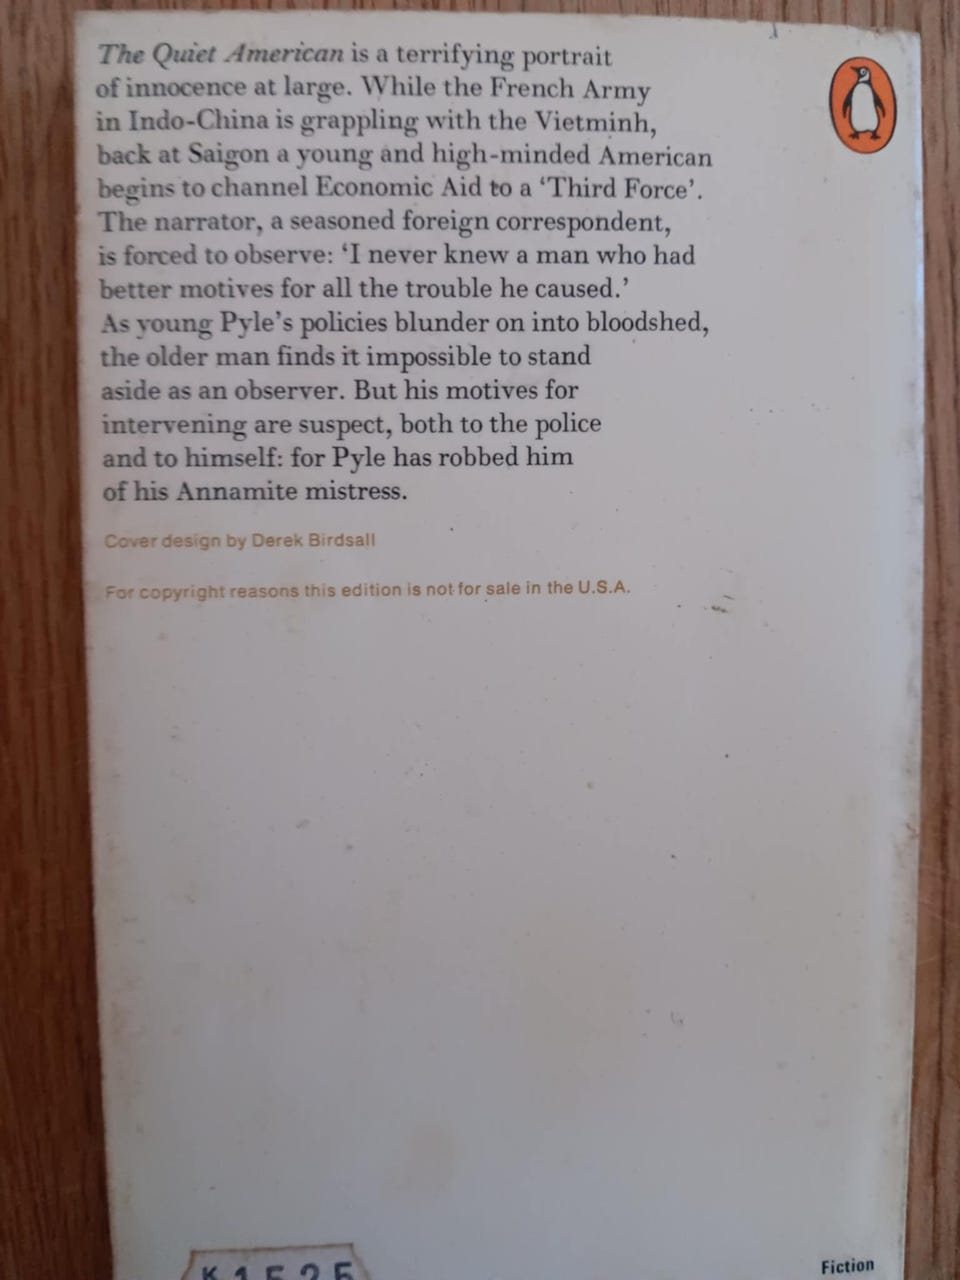 The Quiet American is a terrifying portrait
of innocence at large. While the French Army
in Indo-China is grappling with the Vietminh,
back at Saigon a young and high-minded American
begins to channel Economic Aid to a ‘Third Force’.
The narrator, a seasoned foreign correspondent,
is forced to observe: ‘I never knew a man who had
better motives for all the trouble he caused.’
As young Pyle’s policies blunder on into bloodshed,
the older man finds it impossible to stand
aside as an observer. But his motives for
intervening are suspect, both to the police
and to himself: for Pyle has robbed him
of his Annamite mistress.
Cover design by Derek Birdsall
For copyright reasons this edition is not for sale in the U.S.A.
Fiction
K 1525